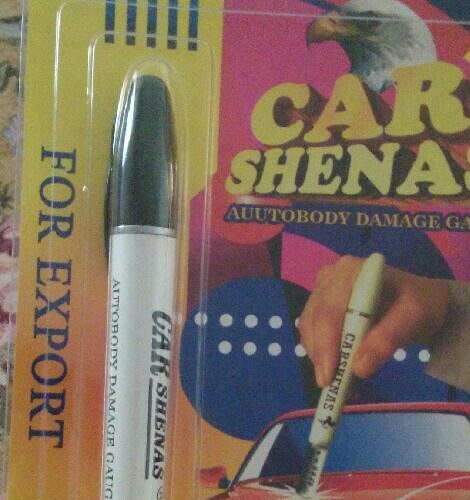 CAR
SHENAS
AUUTOBODY DAMAGE GA
FOR EXPORT
CAR SHENAS
AUTOBODY DAMAGE GAUG
CARSHENAS